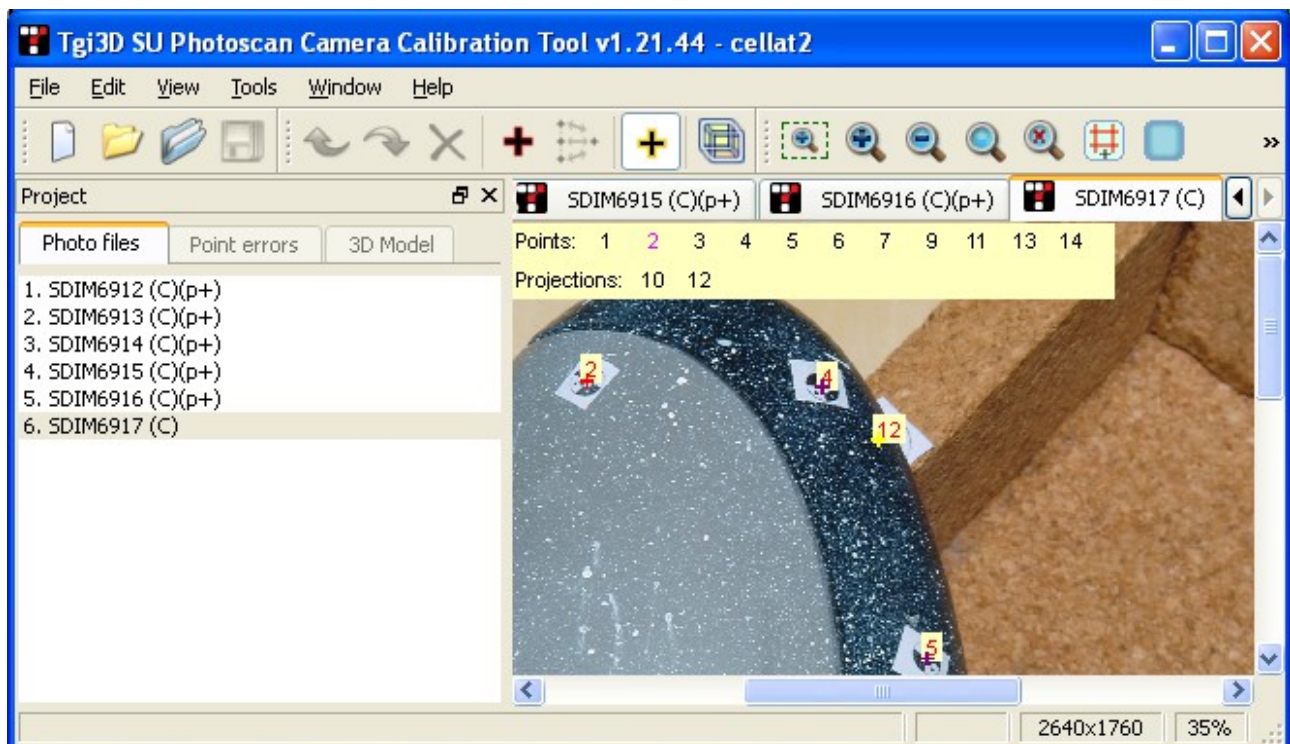 Tgi3D SU Photoscan Camera Calibration Tool v1.21.44 - cellat2
File Edit View Tools Window Help
Project
SDIM6915 (C)(p+) SDIM6916 (C)(p+) SDIM6917 (C)
Photo files Point errors 3D Model
Points: 1 2 3 4 5 6 7 9 11 13 14
Projections: 10 12
1. SDIM6912 (C)(p+)
2. SDIM6913 (C)(p+)
3. SDIM6914 (C)(p+)
4. SDIM6915 (C)(p+)
5. SDIM6916 (C)(p+)
6. SDIM6917 (C)
2
4
12
5
2640x1760 35%